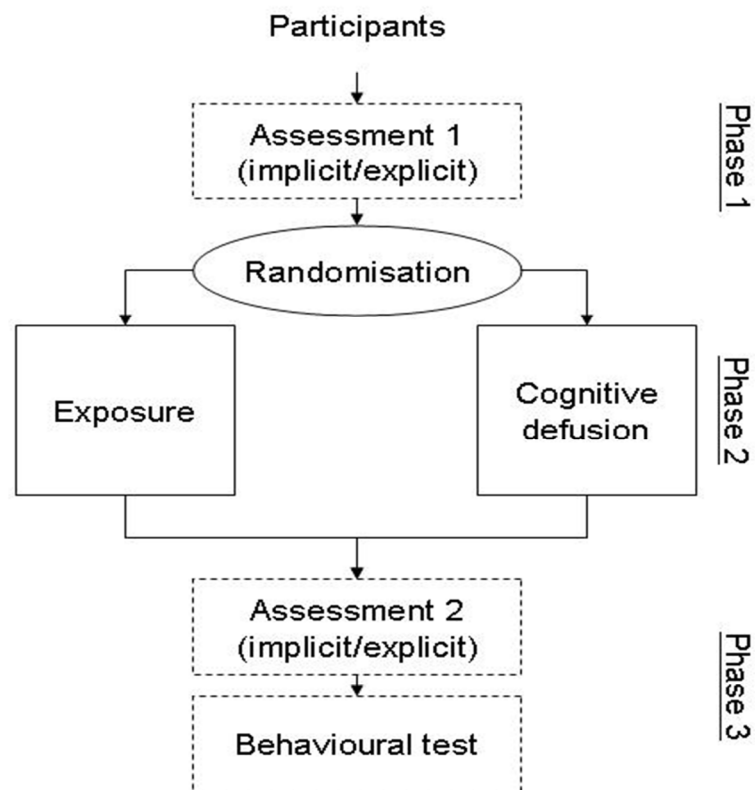 Participants
Assessment 1
(implicit/explicit)
Phase 1
Randomisation
Exposure
Cognitive
defusion
Phase 2
Assessment 2
(implicit/explicit)
Behavioural test
Phase 3